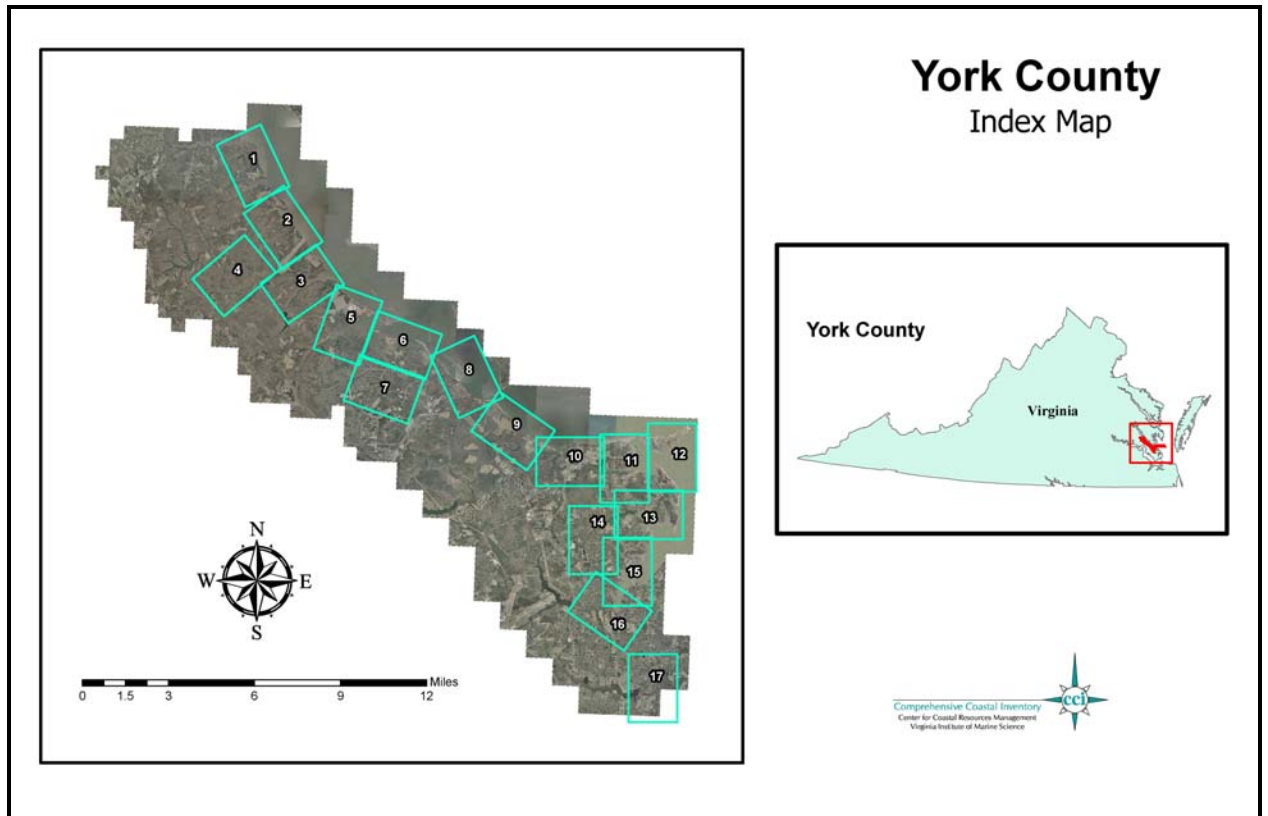 York County
Index Map
1
2
4
3
5
6
7
8
9
10
11
12
14
13
15
16
17
N
W E
S
Miles
0 1.5 3 6 9 12
York County
Virginia
cci
Comprehensive Coastal Inventory
Center for Coastal Resources Management
Virginia Institute of Marine Science